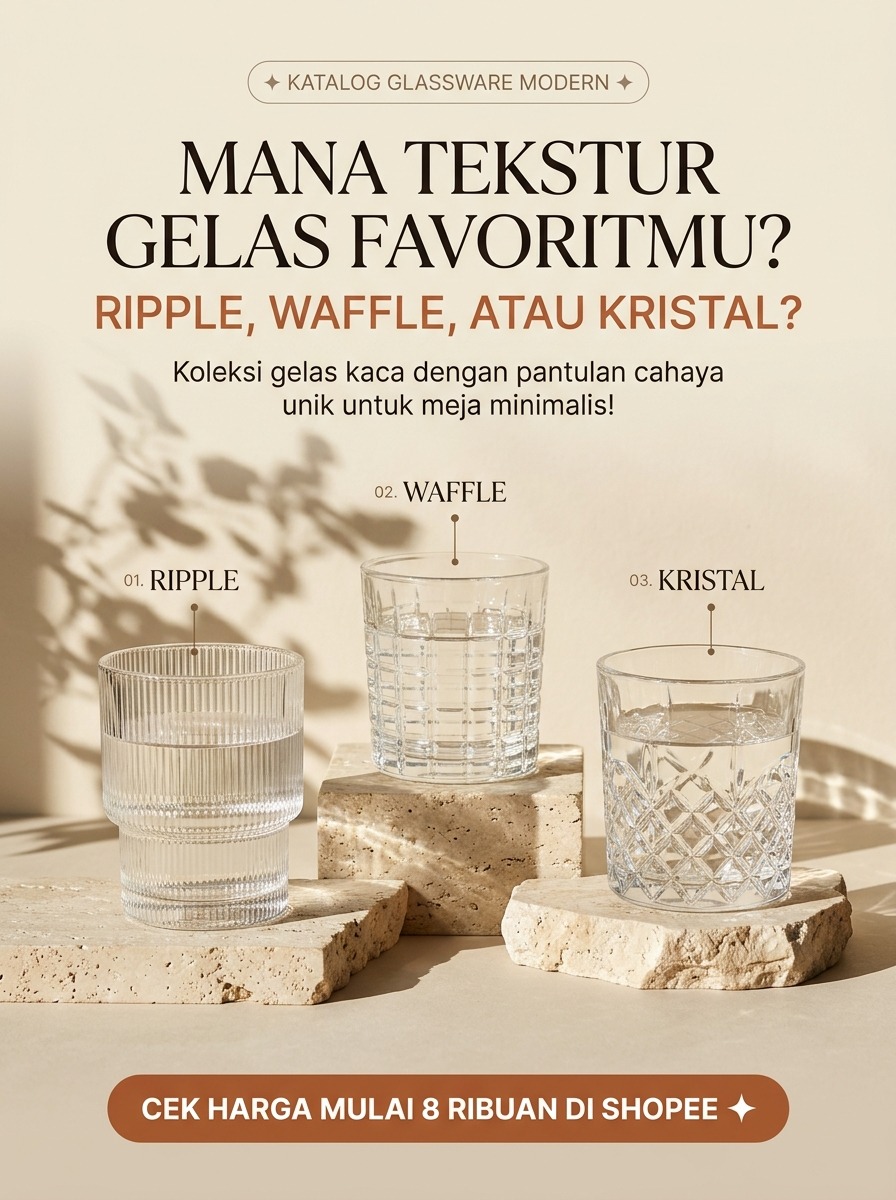 ✦ KATALOG GLASSWARE MODERN ✦
MANA TEKSTUR
GELAS FAVORITMU?
RIPPLE, WAFFLE, ATAU KRISTAL?
Koleksi gelas kaca dengan pantulan cahaya
unik untuk meja minimalis!
01. RIPPLE
02. WAFFLE
03. KRISTAL
CEK HARGA MULAI 8 RIBUAN DI SHOPEE ✦